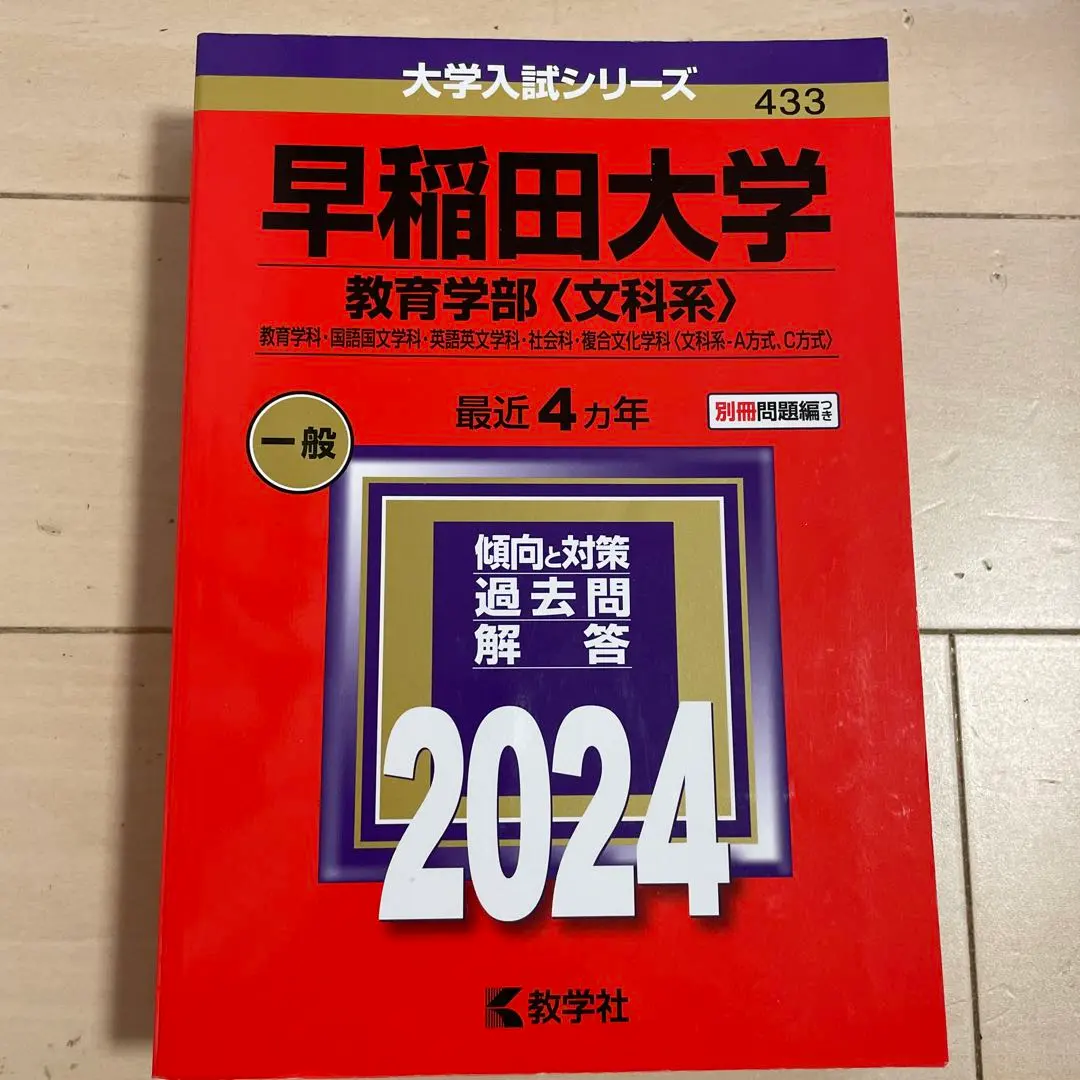 大学入試シリーズ
433
早稲田大学
教育学部〈文科系〉
教育学科・国語国文学科・英語英文学科・社会科・複合文化学科〈文科系-A方式、C方式〉
最近4カ年
別冊問題編つき
一般
傾向と対策
過去問
解答
2024
教学社